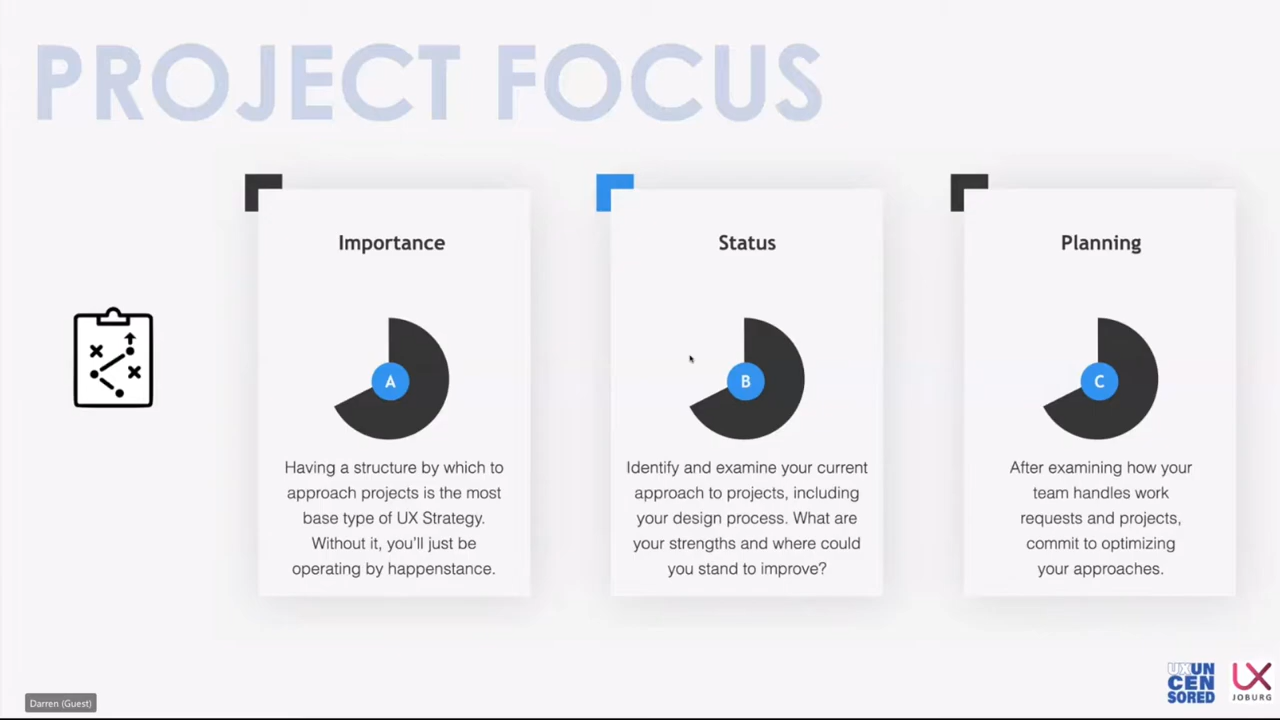 PROJECT FOCUS
Importance
A
Having a structure by which to
approach projects is the most
base type of UX Strategy.
Without it, you'll just be
operating by happenstance.
Status
B
Identify and examine your current
approach to projects, including
your design process. What are
your strengths and where could
you stand to improve?
Planning
C
After examining how your
team handles work
requests and projects,
commit to optimizing
your approaches.
Darren (Guest)
UXUN
CEN
SORED
UX
JOBURG